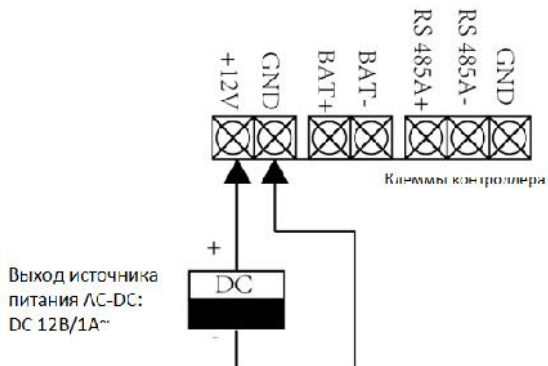 +12V
GND
BAT+
BAT-
RS 485A+
RS 485A-
GND
Клеммы контроллера
+
DC
-
Выход источника
питания AC-DC:
DC 12В/1А~